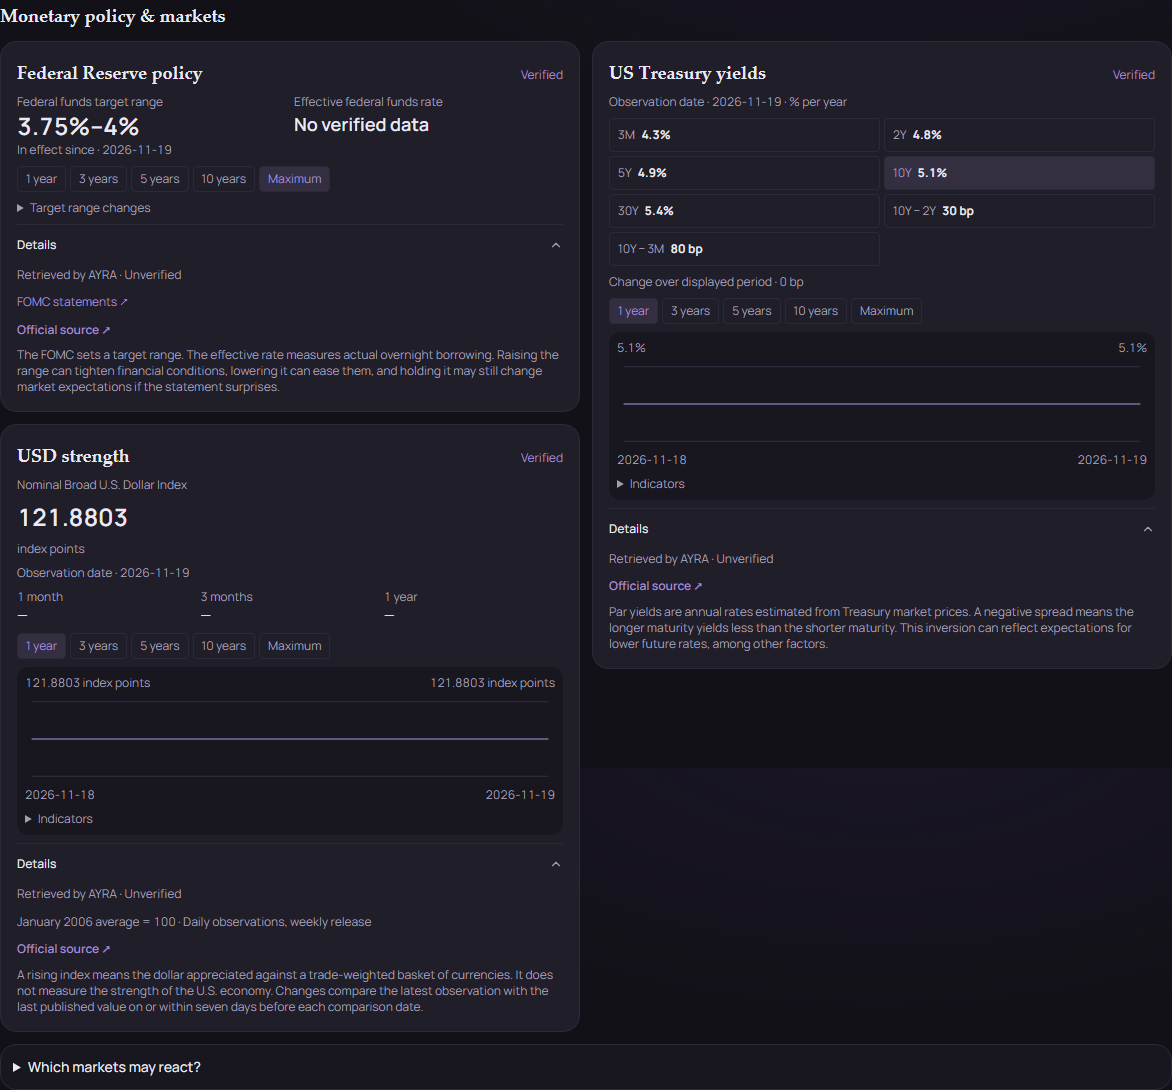 Monetary policy & markets
Federal Reserve policy
Verified
Federal funds target range
3.75%–4%
In effect since · 2026-11-19
Effective federal funds rate
No verified data
1 year
3 years
5 years
10 years
Maximum
▶ Target range changes
Details
Retrieved by AYRA · Unverified
FOMC statements ↗
Official source ↗
The FOMC sets a target range. The effective rate measures actual overnight borrowing. Raising the
range can tighten financial conditions, lowering it can ease them, and holding it may still change
market expectations if the statement surprises.
USD strength
Verified
Nominal Broad U.S. Dollar Index
121.8803
index points
Observation date · 2026-11-19
1 month
—
3 months
—
1 year
—
1 year
3 years
5 years
10 years
Maximum
121.8803 index points
121.8803 index points
2026-11-18
2026-11-19
▶ Indicators
Details
Retrieved by AYRA · Unverified
January 2006 average = 100 · Daily observations, weekly release
Official source ↗
A rising index means the dollar appreciated against a trade-weighted basket of currencies. It does
not measure the strength of the U.S. economy. Changes compare the latest observation with the
last published value on or within seven days before each comparison date.
US Treasury yields
Verified
Observation date · 2026-11-19 · % per year
3M 4.3%
2Y 4.8%
5Y 4.9%
10Y 5.1%
30Y 5.4%
10Y − 2Y 30 bp
10Y − 3M 80 bp
Change over displayed period · 0 bp
1 year
3 years
5 years
10 years
Maximum
5.1%
5.1%
2026-11-18
2026-11-19
▶ Indicators
Details
Retrieved by AYRA · Unverified
Official source ↗
Par yields are annual rates estimated from Treasury market prices. A negative spread means the
longer maturity yields less than the shorter maturity. This inversion can reflect expectations for
lower future rates, among other factors.
▶ Which markets may react?